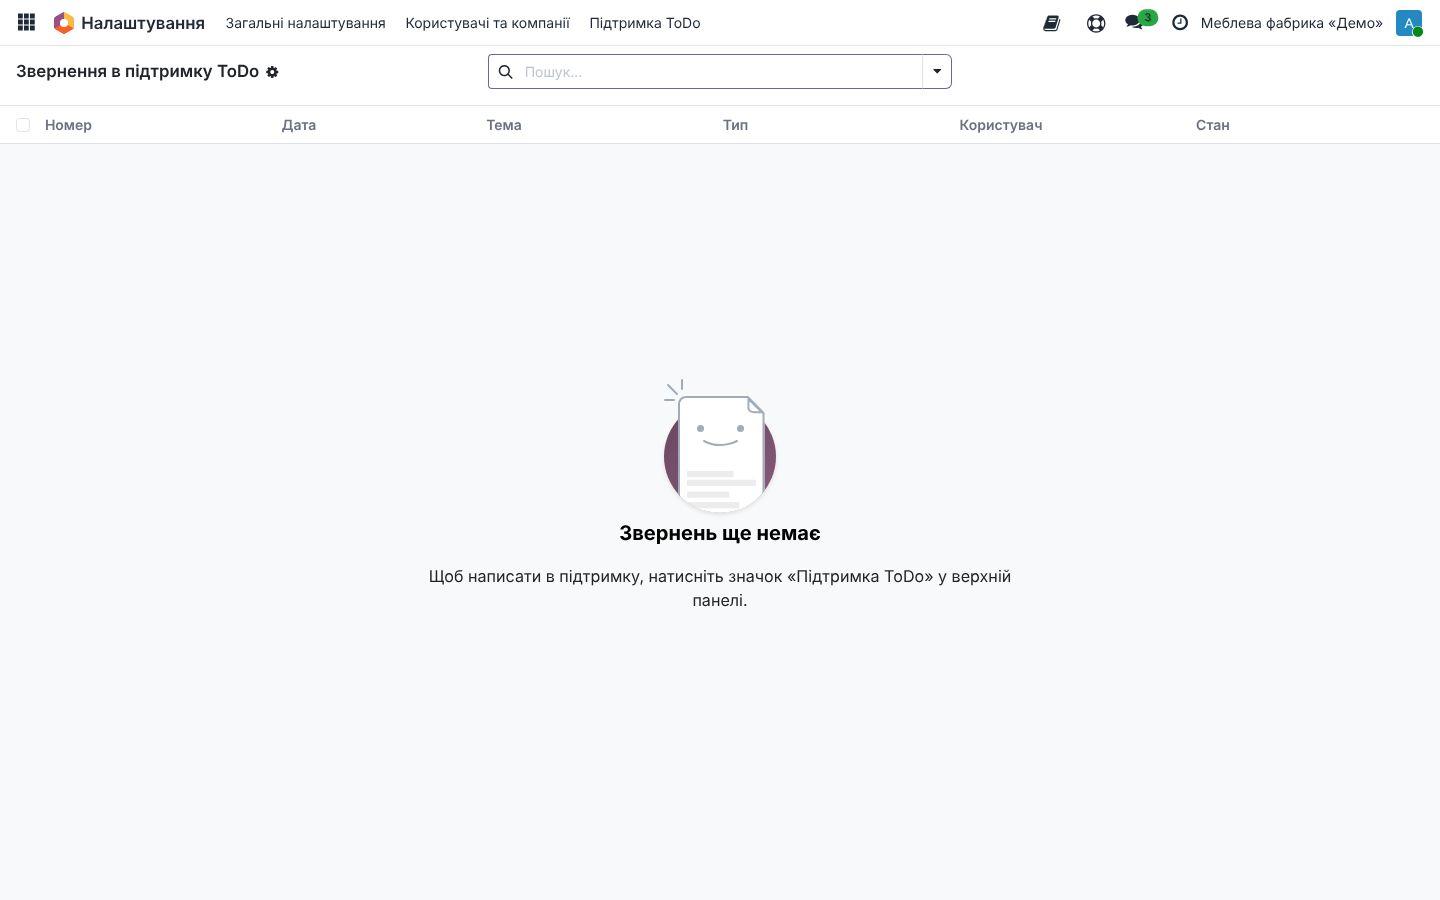 Налаштування
Загальні налаштування
Користувачі та компанії
Підтримка ToDo
3
Меблева фабрика «Демо»
A
Звернення в підтримку ToDo
Пошук...
Номер
Дата
Тема
Тип
Користувач
Стан
Звернень ще немає
Щоб написати в підтримку, натисніть значок «Підтримка ToDo» у верхній
панелі.